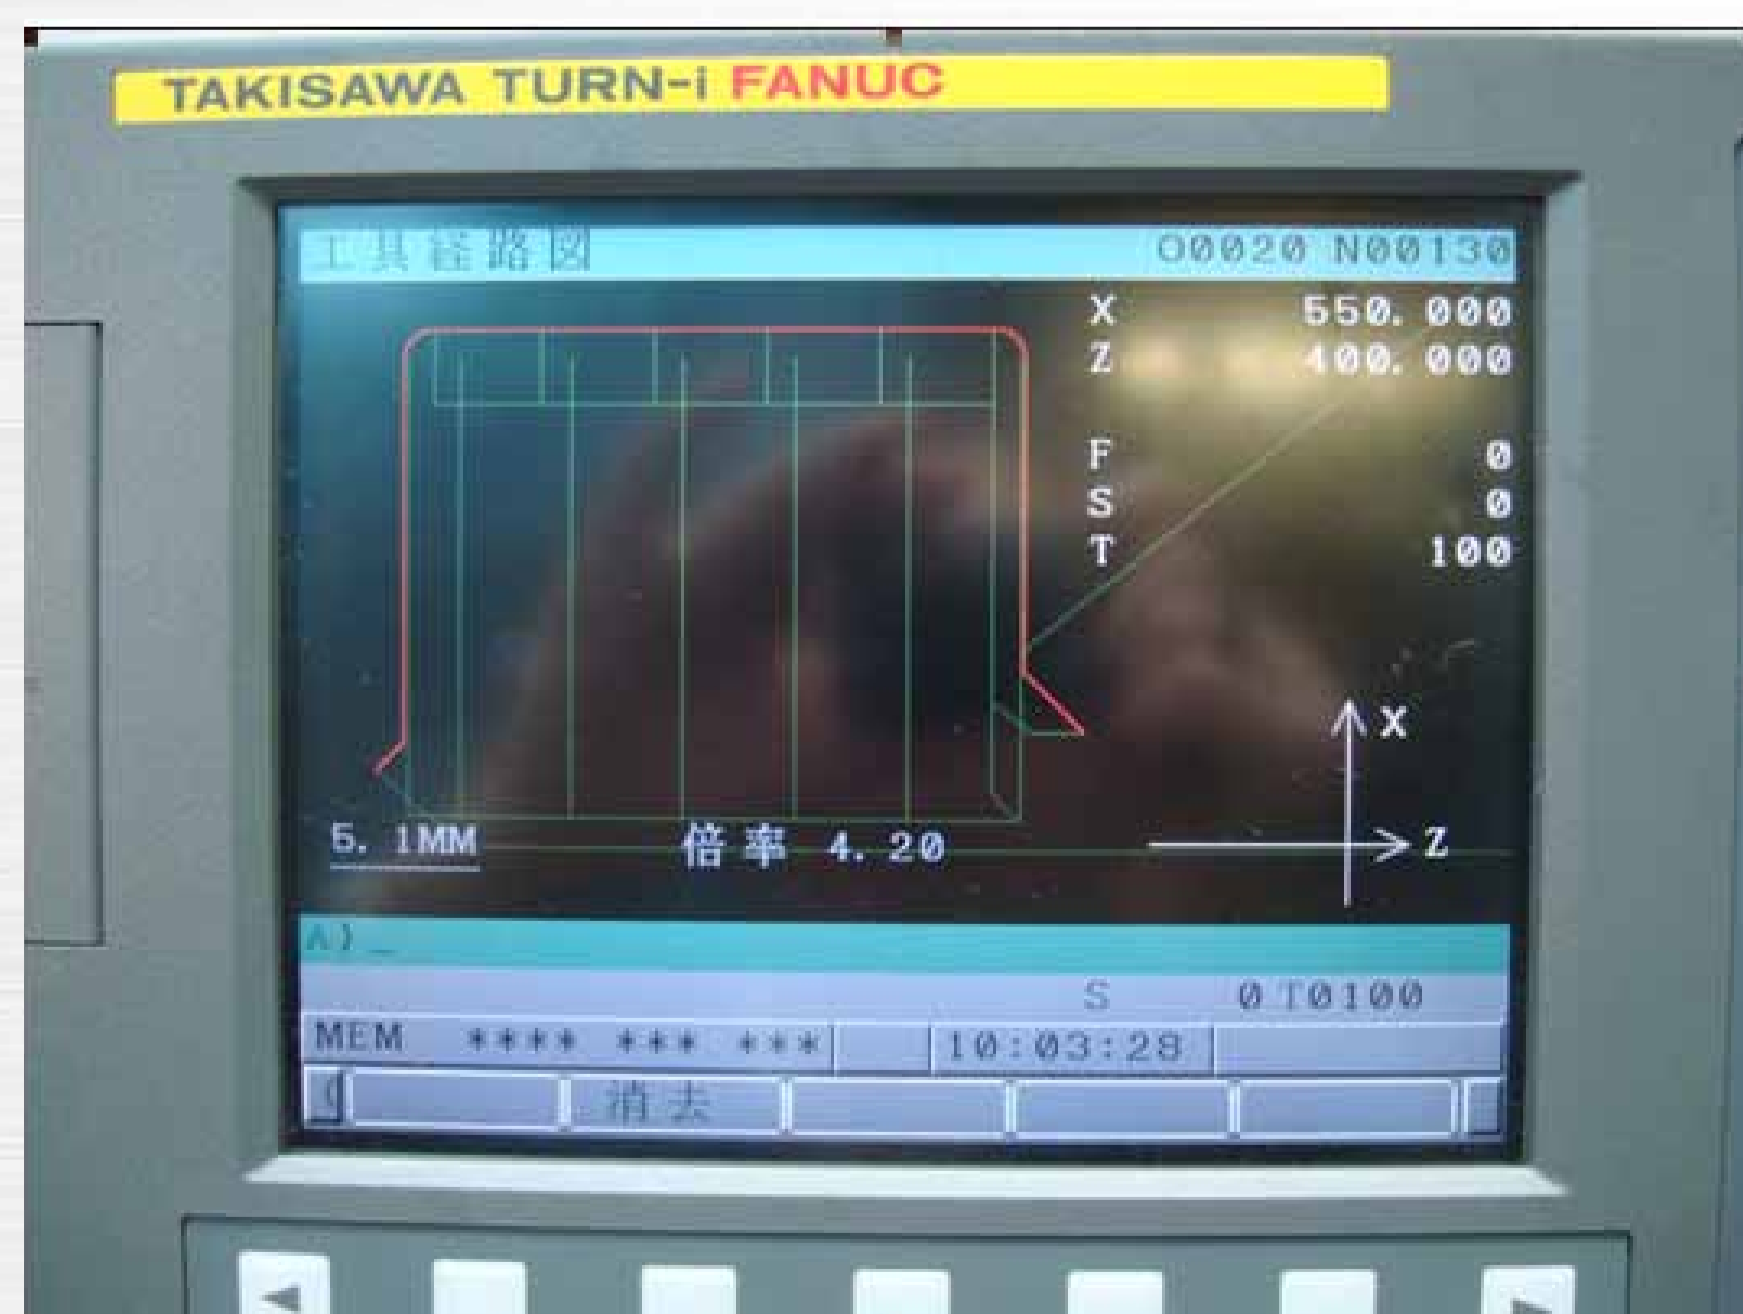 TAKISAWA TURN-i FANUC
工具径路図 O0020 N00130
X 550.000
Z 400.000
F 0
S 0
T 100
X
5.1MM 倍率 4.20 Z
A)_
S 0 T0100
MEM **** *** *** 10:03:28
消去